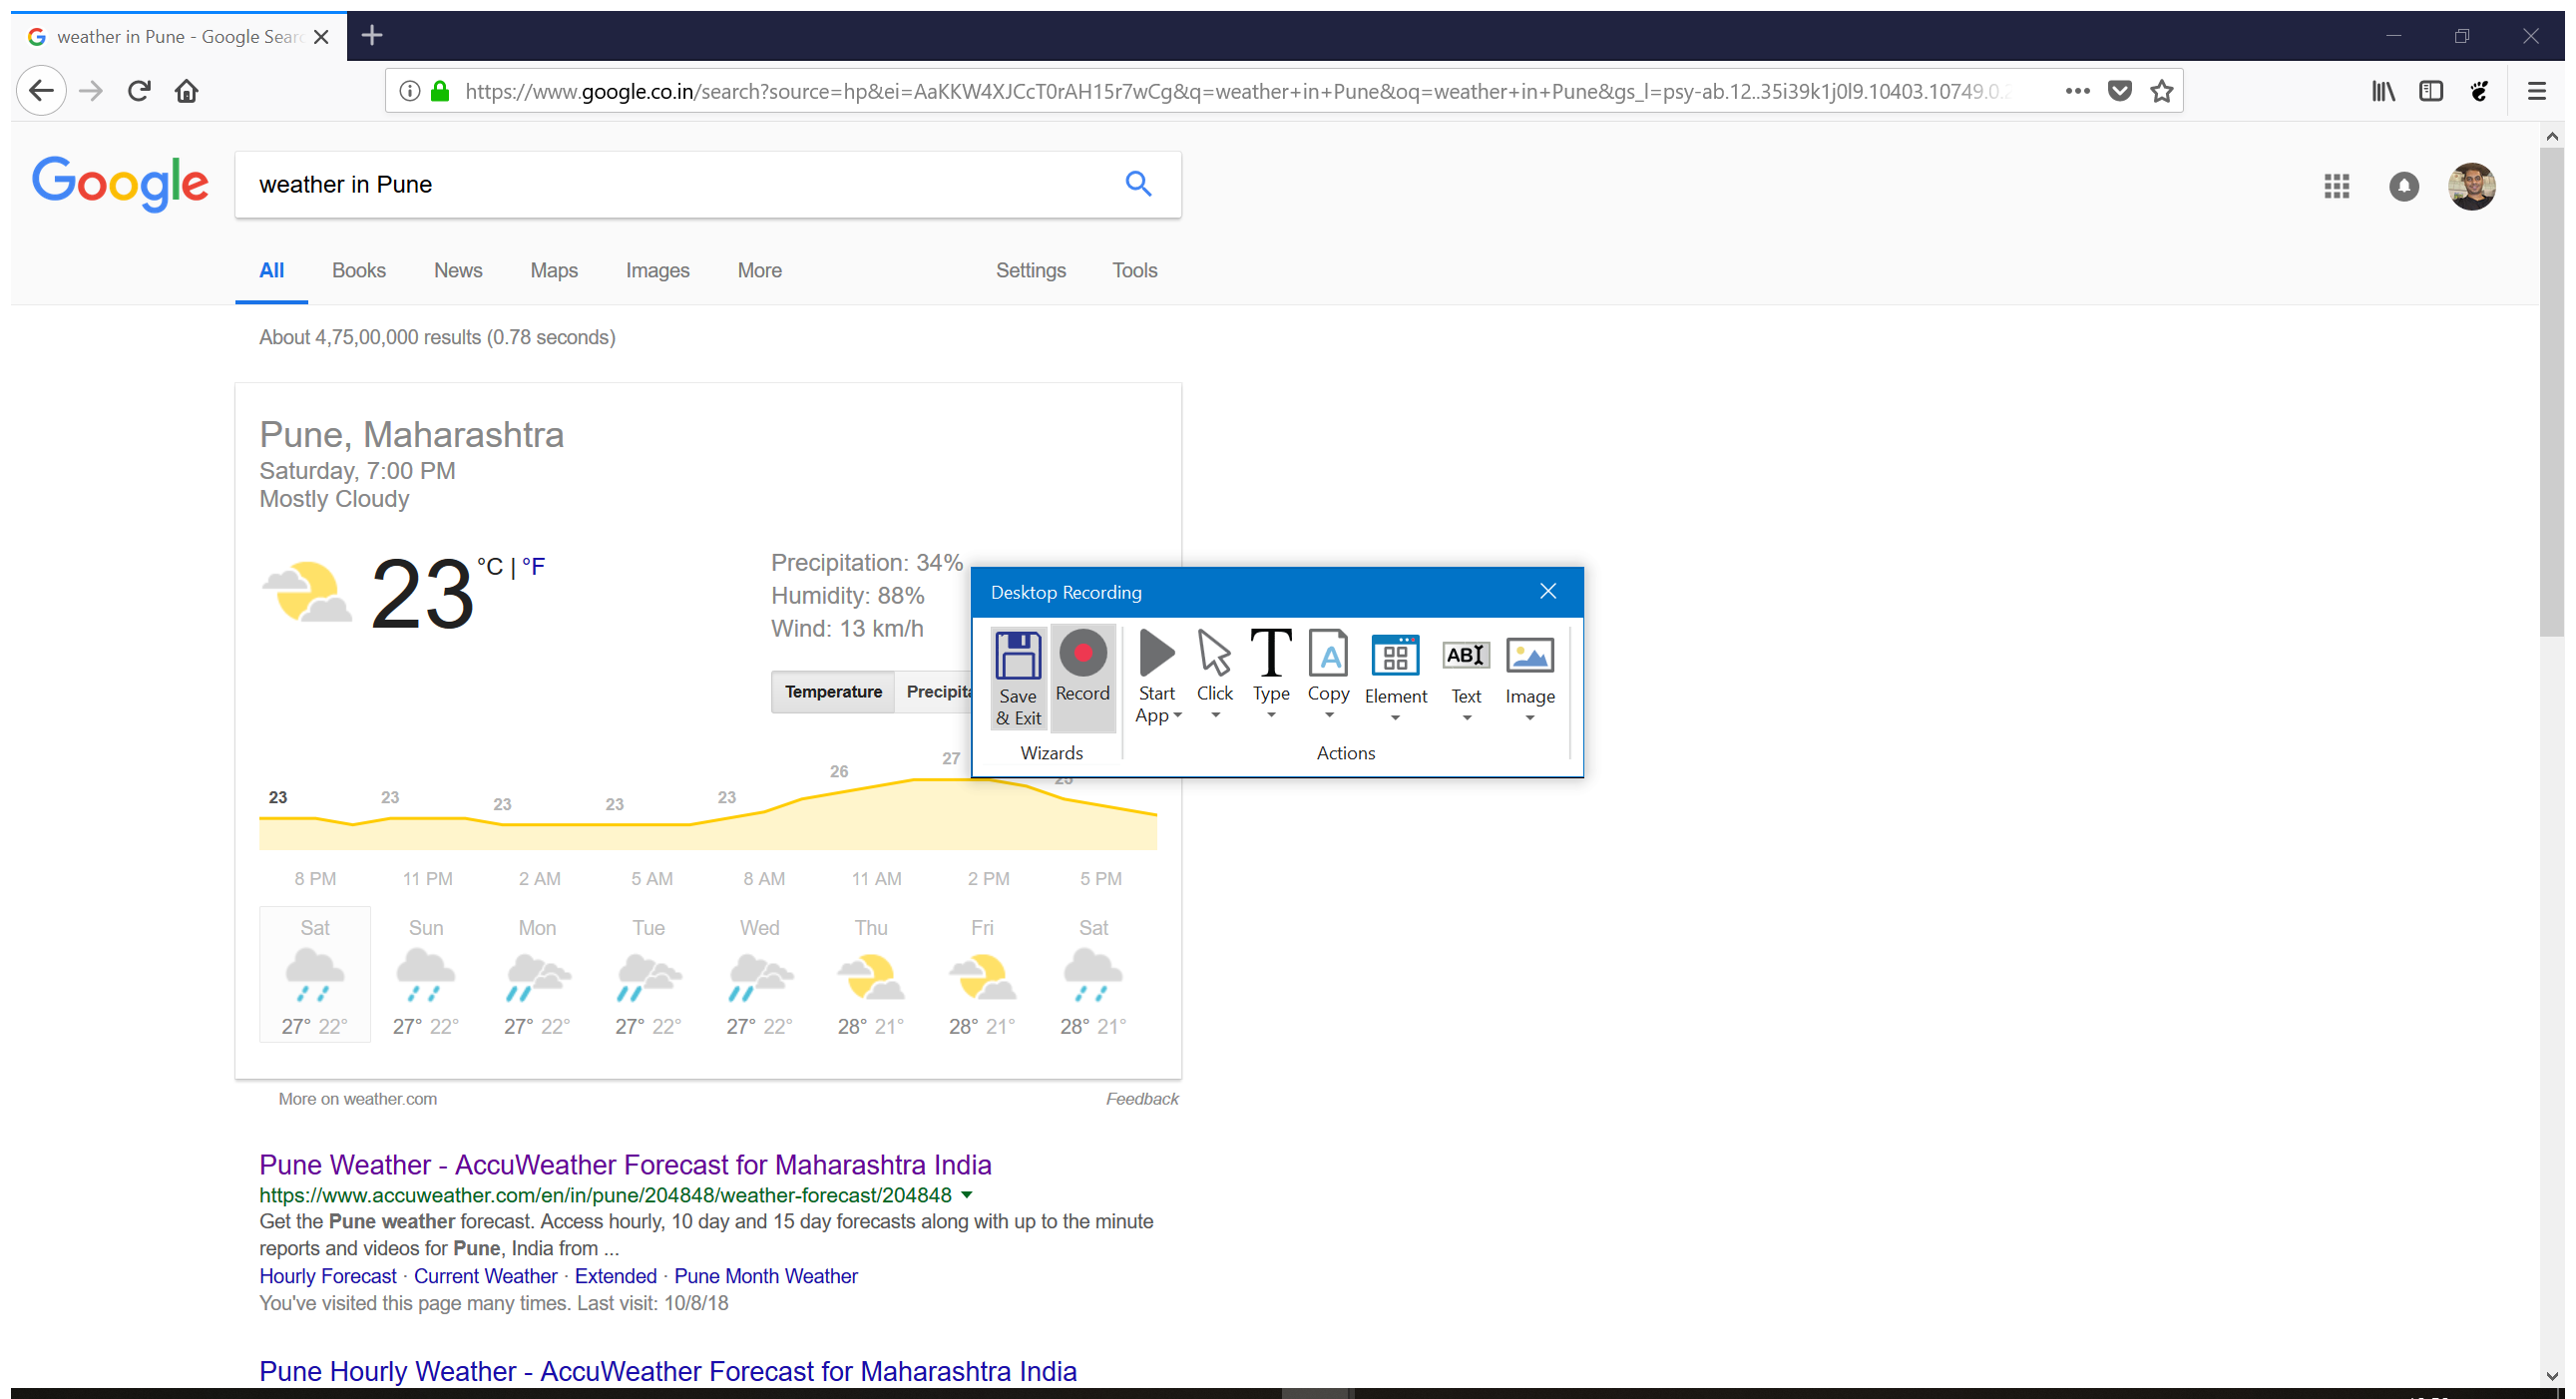 weather in Pune - Google Sear
https://www.google.co.in/search?source=hp&ei=AaKKW4XJCcT0rAH15r7wCg&q=weather+in+Pune&oq=weather+in+Pune&gs_l=psy-ab.12..35i39k1j0l9.10403.10749.0.2
Google
weather in Pune
All Books News Maps Images More Settings Tools
About 4,75,00,000 results (0.78 seconds)
Pune, Maharashtra
Saturday, 7:00 PM
Mostly Cloudy
23 °C | °F
Precipitation: 34%
Humidity: 88%
Wind: 13 km/h
Temperature Precipita
Desktop Recording
Save & Exit
Record
Start App
Click
Type
Copy
Element
ABI
Text
Image
Wizards
Actions
23 23 23 23 23 26 27
8 PM 11 PM 2 AM 5 AM 8 AM 11 AM 2 PM 5 PM
Sat Sun Mon Tue Wed Thu Fri Sat
27° 22° 27° 22° 27° 22° 27° 22° 27° 22° 28° 21° 28° 21° 28° 21°
More on weather.com
Feedback
Pune Weather - AccuWeather Forecast for Maharashtra India
https://www.accuweather.com/en/in/pune/204848/weather-forecast/204848
Get the Pune weather forecast. Access hourly, 10 day and 15 day forecasts along with up to the minute
reports and videos for Pune, India from ...
Hourly Forecast · Current Weather · Extended · Pune Month Weather
You've visited this page many times. Last visit: 10/8/18
Pune Hourly Weather - AccuWeather Forecast for Maharashtra India